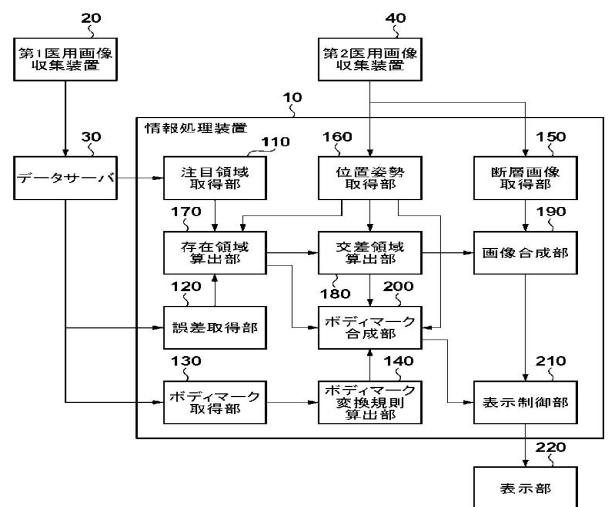 20
40
第1医用画像
収集装置
第2医用画像
収集装置
10
情報処理装置
30
110
160
150
データサーバ
注目領域
取得部
位置姿勢
取得部
断層画像
取得部
170
190
存在領域
算出部
交差領域
算出部
画像合成部
120
180
200
誤差取得部
ボディマーク
合成部
130
140
210
ボディマーク
取得部
ボディマーク
変換規則
算出部
表示制御部
220
表示部